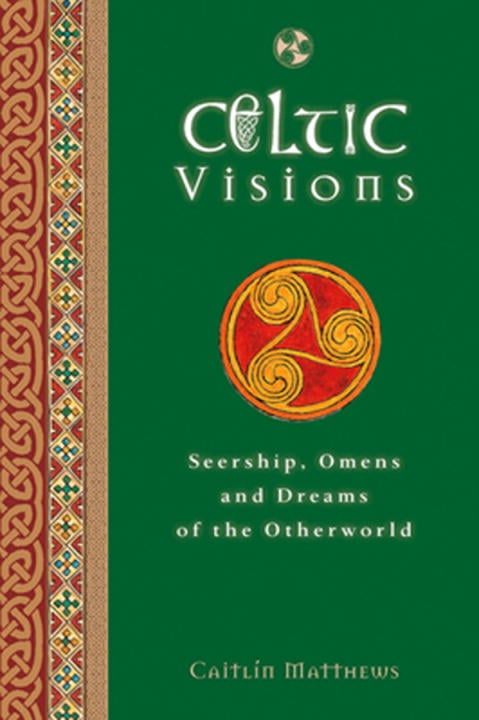 Celtic
Visions
Seership, Omens
and Dreams
of the Otherworld
Caitlín Matthews